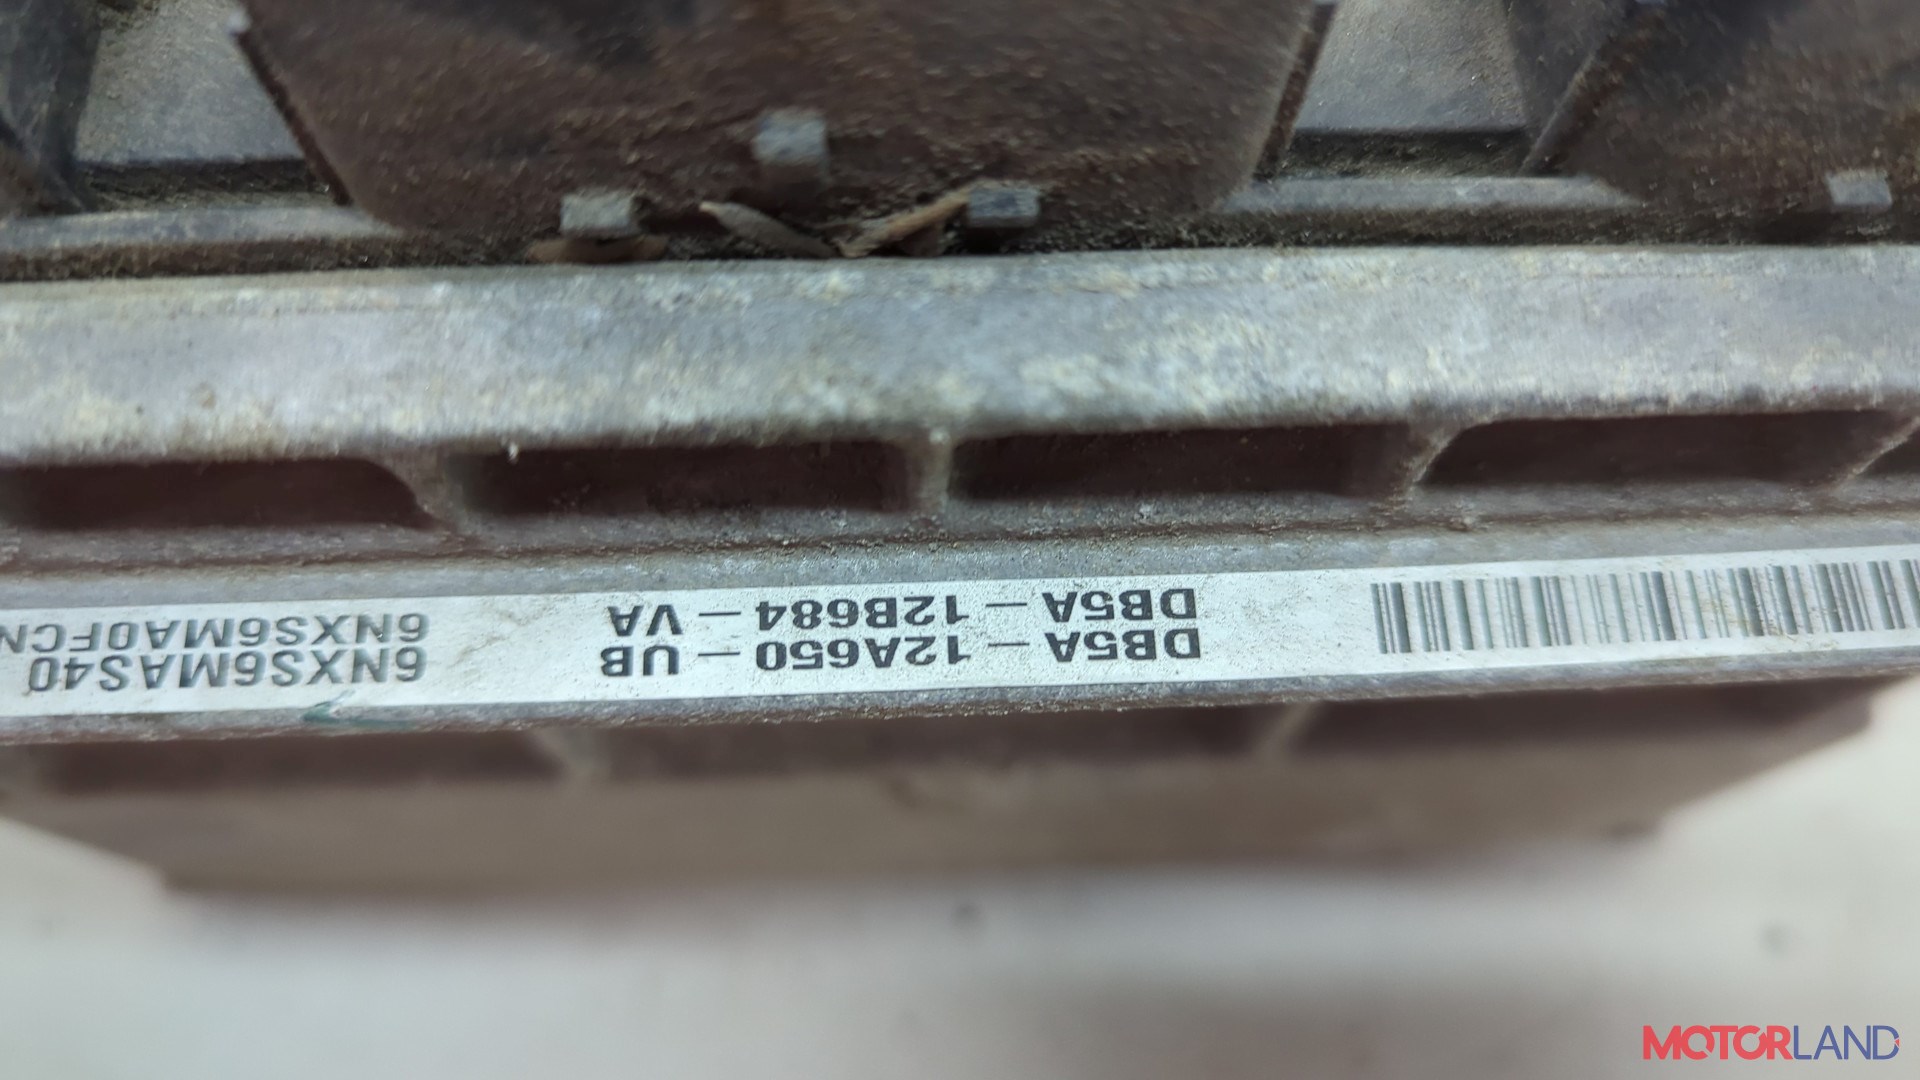 DB5A-12A650-UB 6NXS6MAS40
DB5A-12B684-VA 6NXS6MA0FCN
MOTORLAND